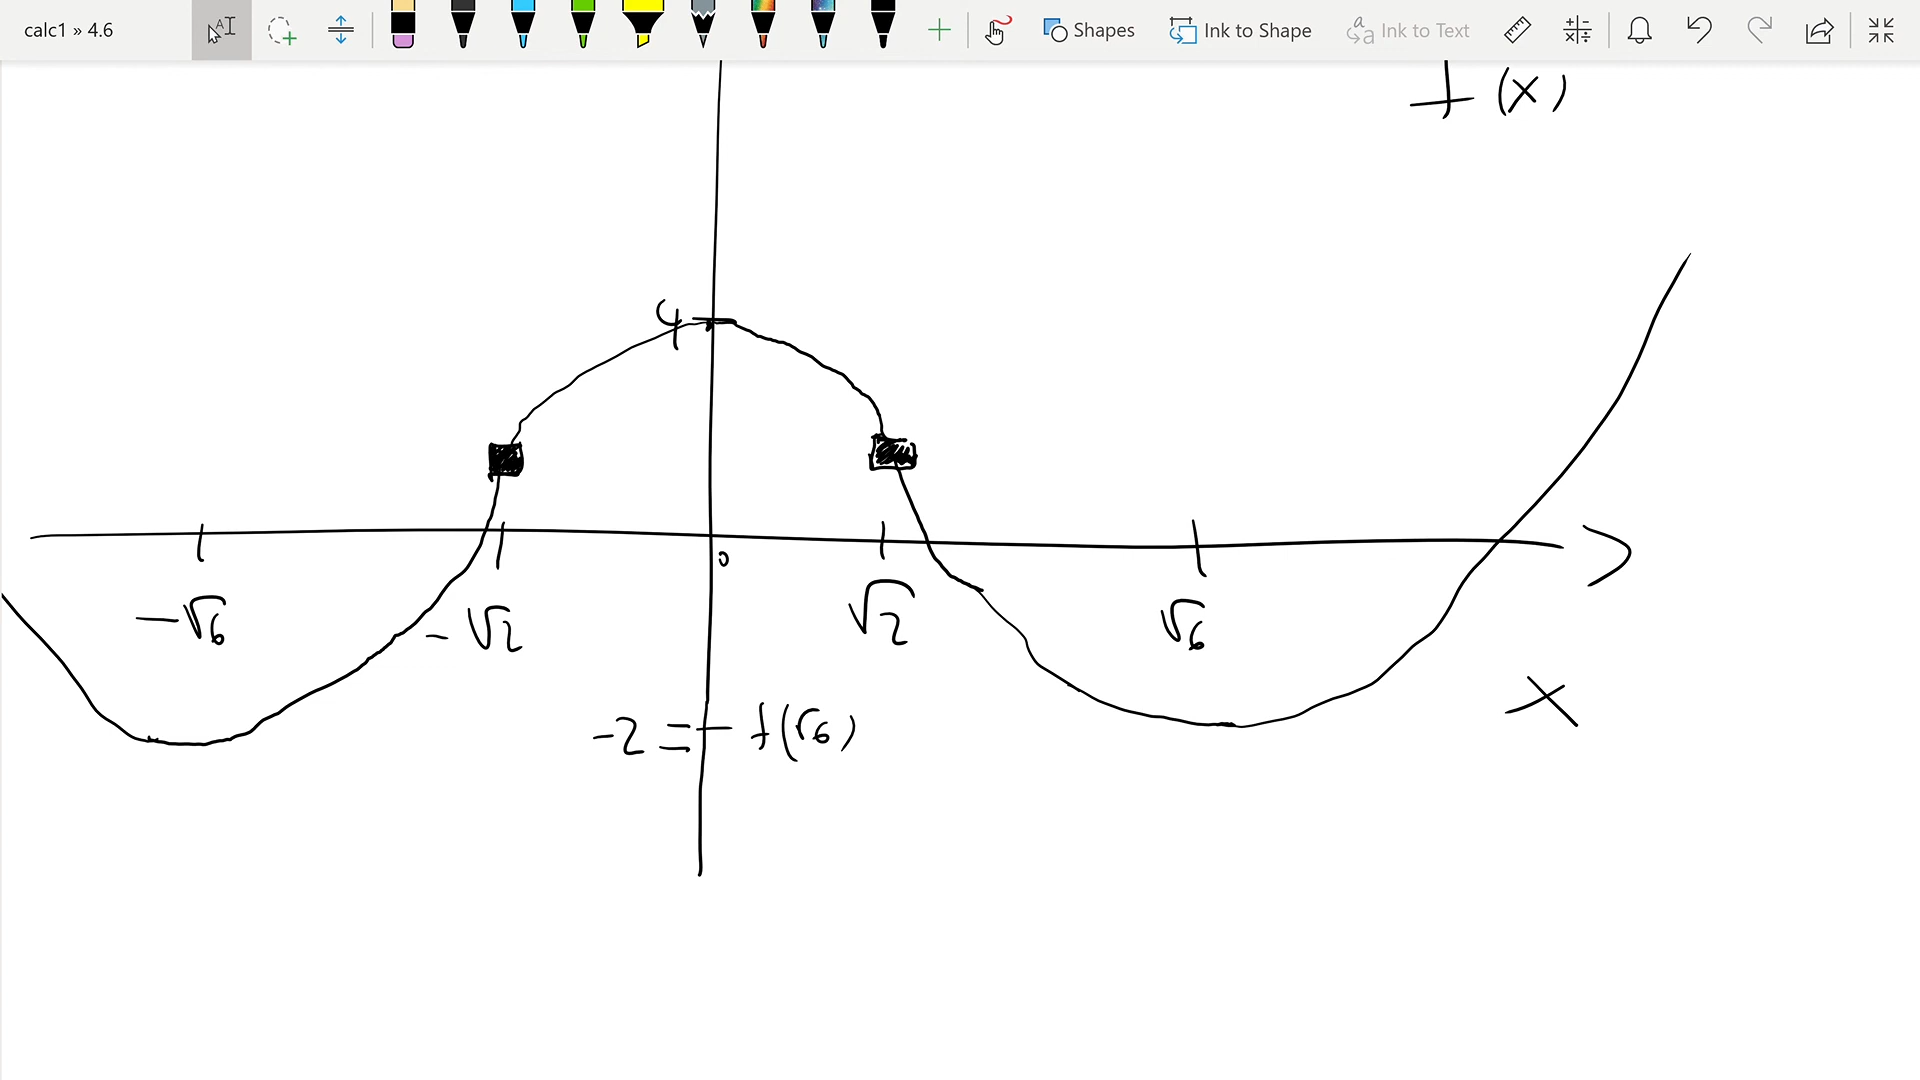 calc1 » 4.6
Shapes
Ink to Shape
Ink to Text
f(x)
4
0
-√6
-√2
√2
√6
x
-2 = f(√6)